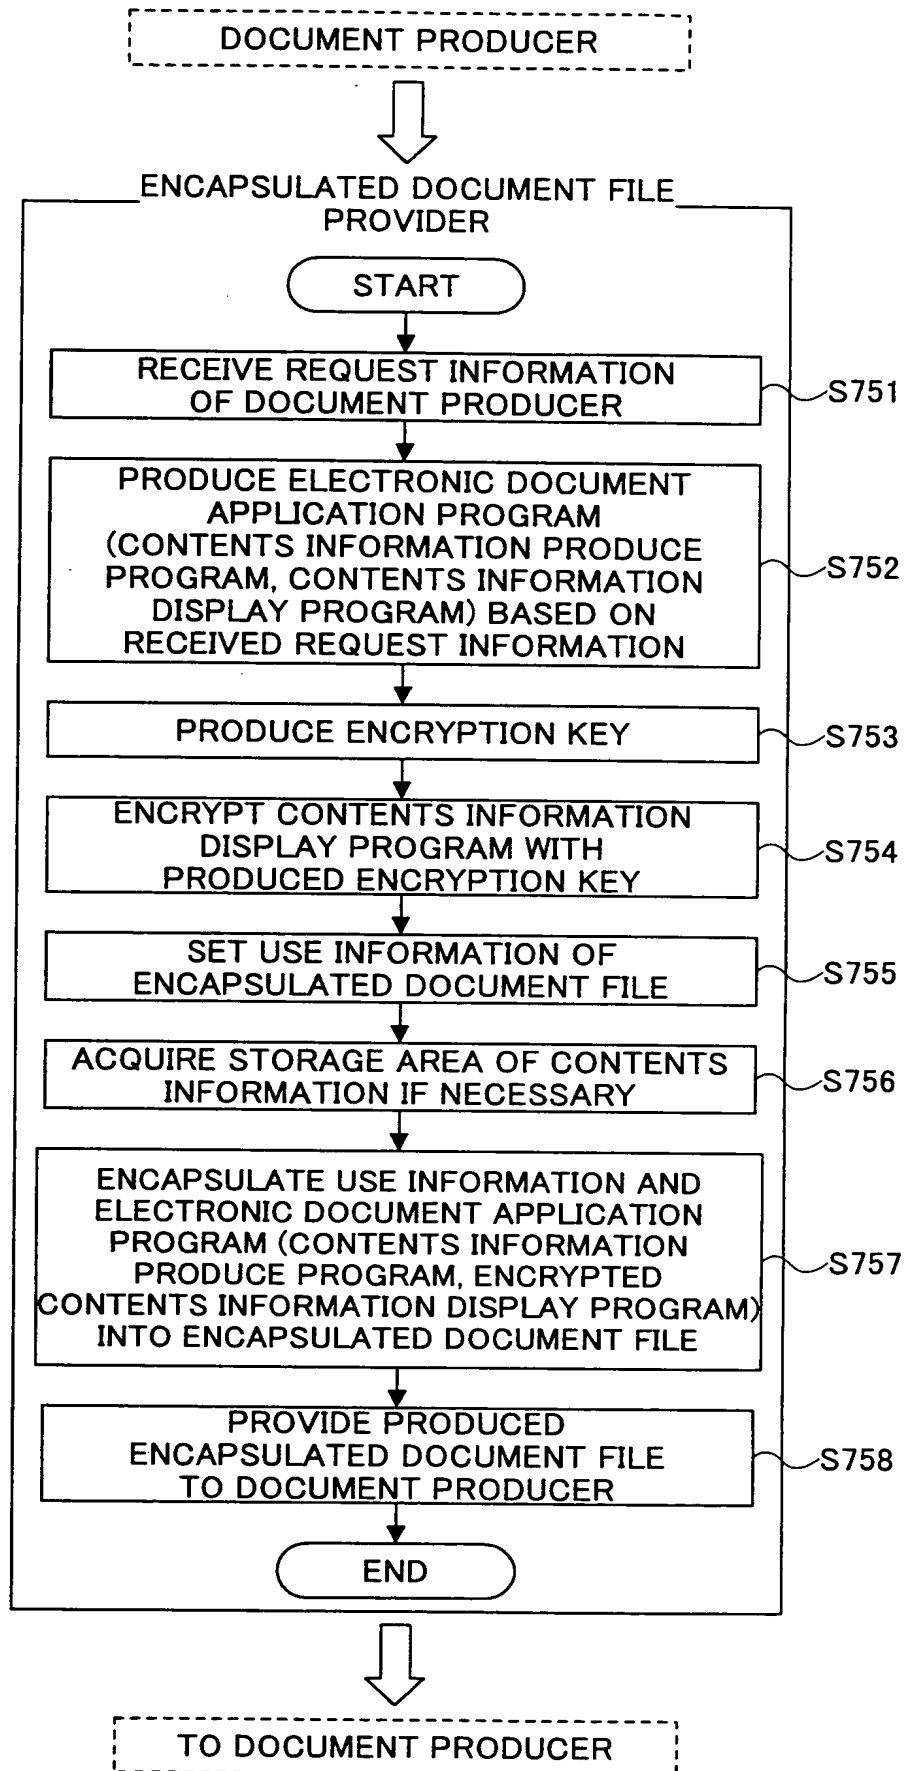 DOCUMENT PRODUCER
ENCAPSULATED DOCUMENT FILE
PROVIDER
START
RECEIVE REQUEST INFORMATION
OF DOCUMENT PRODUCER
S751
PRODUCE ELECTRONIC DOCUMENT
APPLICATION PROGRAM
(CONTENTS INFORMATION PRODUCE
PROGRAM, CONTENTS INFORMATION
DISPLAY PROGRAM) BASED ON
RECEIVED REQUEST INFORMATION
S752
PRODUCE ENCRYPTION KEY
S753
ENCRYPT CONTENTS INFORMATION
DISPLAY PROGRAM WITH
PRODUCED ENCRYPTION KEY
S754
SET USE INFORMATION OF
ENCAPSULATED DOCUMENT FILE
S755
ACQUIRE STORAGE AREA OF CONTENTS
INFORMATION IF NECESSARY
S756
ENCAPSULATE USE INFORMATION AND
ELECTRONIC DOCUMENT APPLICATION
PROGRAM (CONTENTS INFORMATION
PRODUCE PROGRAM, ENCRYPTED
CONTENTS INFORMATION DISPLAY PROGRAM)
INTO ENCAPSULATED DOCUMENT FILE
S757
PROVIDE PRODUCED
ENCAPSULATED DOCUMENT FILE
TO DOCUMENT PRODUCER
S758
END
TO DOCUMENT PRODUCER